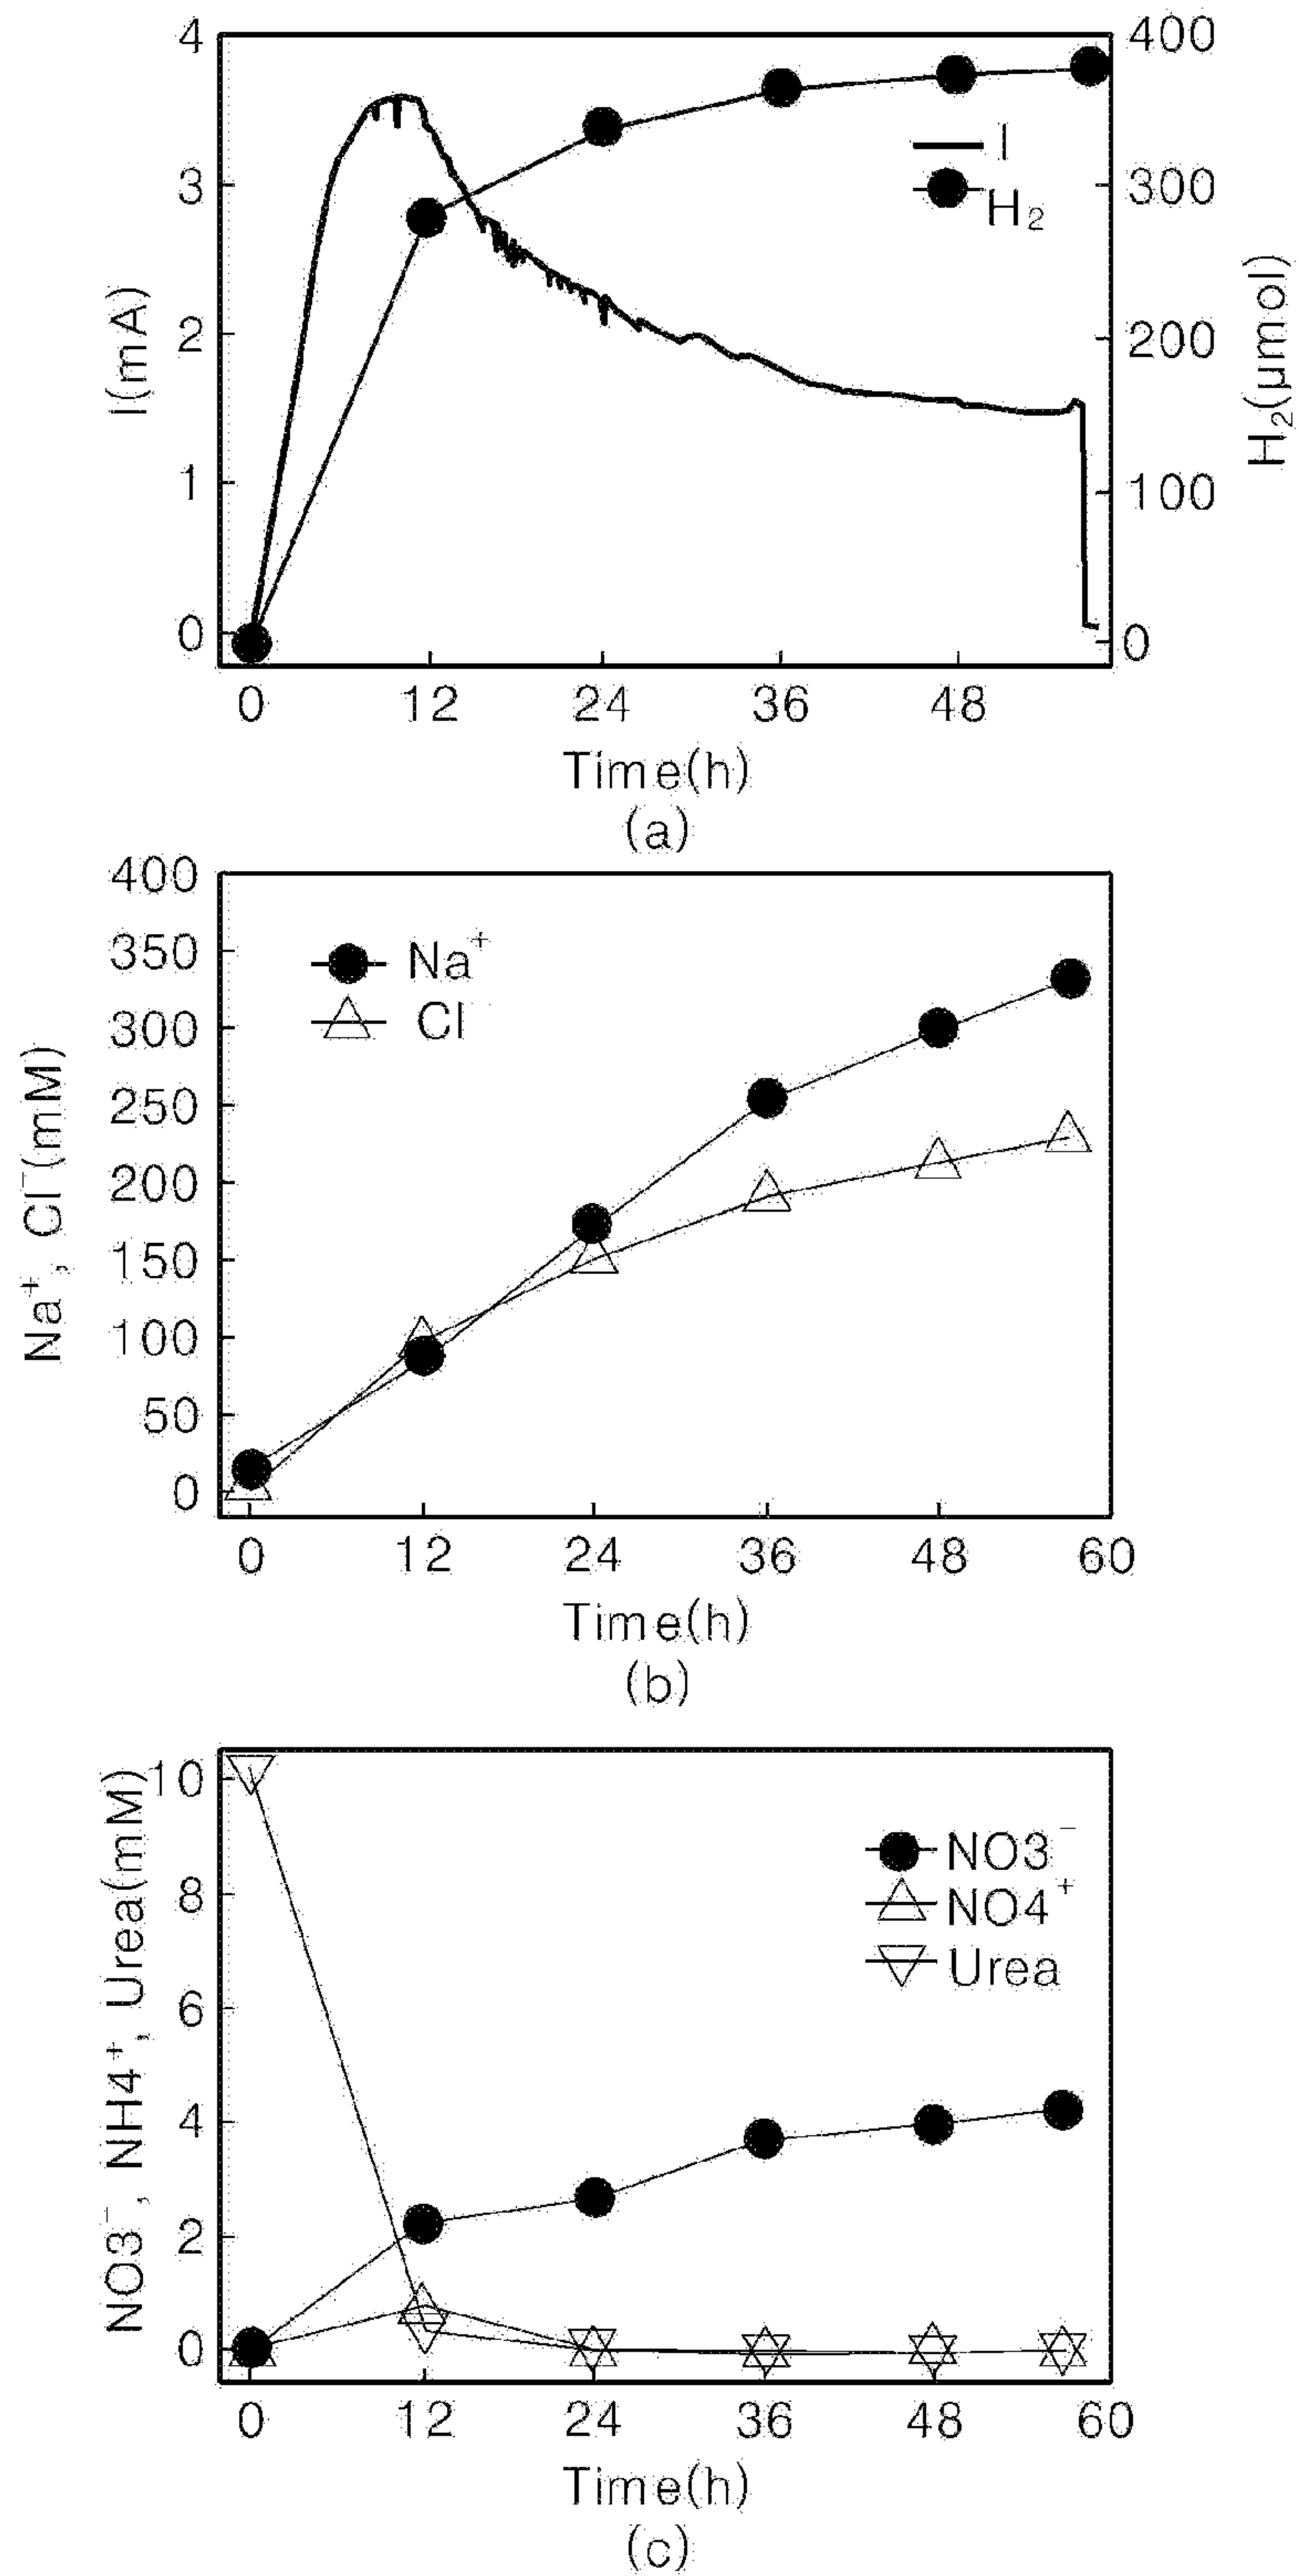 4
3
2
1
0
I(mA)
400
300
200
100
0
H₂(μmol)
I
H₂
0 12 24 36 48
Time(h)
(a)
400
350
300
250
200
150
100
50
0
Na⁺, Cl⁻(mM)
Na⁺
Cl⁻
0 12 24 36 48 60
Time(h)
(b)
10
8
6
4
2
0
NO3⁻, NH4⁺, Urea(mM)
NO3⁻
NO4⁺
Urea
0 12 24 36 48 60
Time(h)
(c)